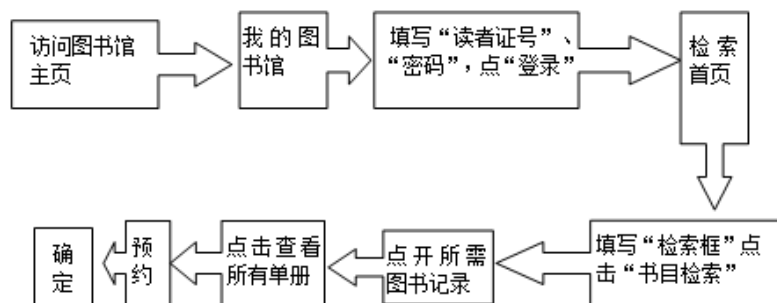 访问图书馆
主页
我的图
书馆
填写“读者证号”、
“密码”，点“登录”
检索
首页
填写“检索框”点
击“书目检索”
点开所需
图书记录
点击查看
所有单册
预
约
确
定